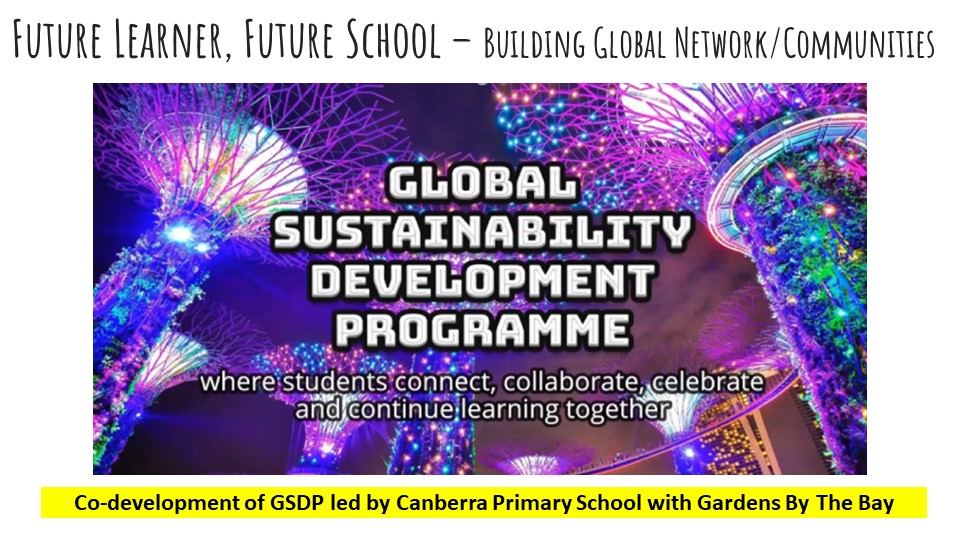 Future Learner, Future School – Building Global Network/Communities
GLOBAL
SUSTAINABILITY
DEVELOPMENT
PROGRAMME
where students connect, collaborate, celebrate
and continue learning together
Co-development of GSDP led by Canberra Primary School with Gardens By The Bay